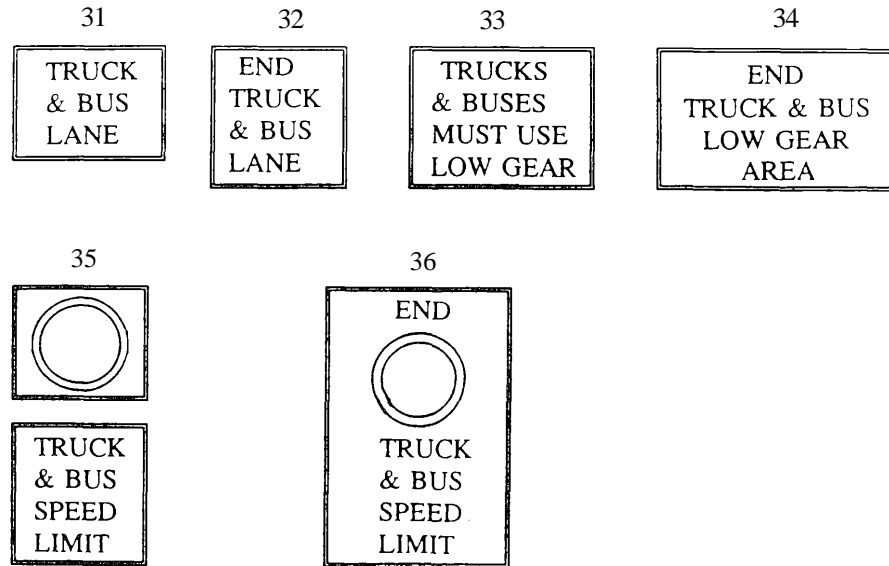 31
TRUCK
& BUS
LANE
32
END
TRUCK
& BUS
LANE
33
TRUCKS
& BUSES
MUST USE
LOW GEAR
34
END
TRUCK & BUS
LOW GEAR
AREA
35
TRUCK
& BUS
SPEED
LIMIT
36
END
TRUCK
& BUS
SPEED
LIMIT